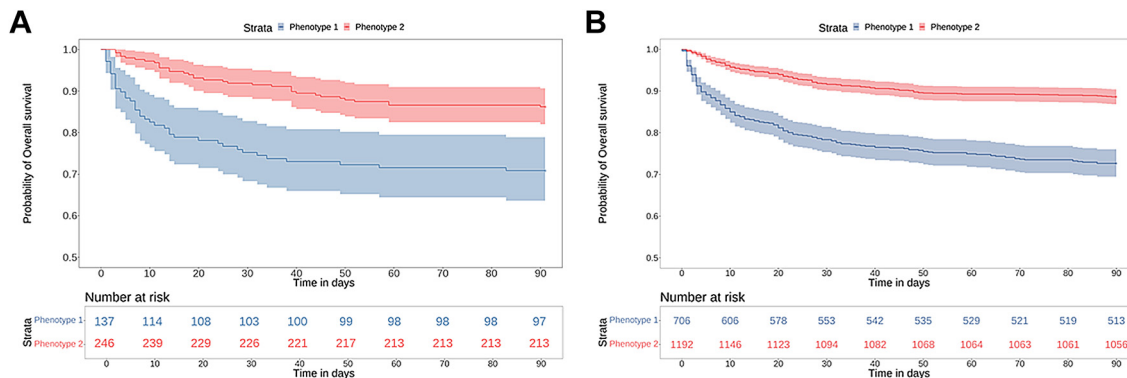 A
Strata Phenotype 1 Phenotype 2
Probability of Overall survival
1.0
0.9
0.8
0.7
0.6
0.5
0 10 20 30 40 50 60 70 80 90
Time in days
Number at risk
Strata
Phenotype 1 137 114 108 103 100 99 98 98 98 97
Phenotype 2 246 239 229 226 221 217 213 213 213 213
0 10 20 30 40 50 60 70 80 90
Time in days
B
Strata Phenotype 1 Phenotype 2
Probability of Overall survival
1.0
0.9
0.8
0.7
0.6
0.5
0 10 20 30 40 50 60 70 80 90
Time in days
Number at risk
Strata
Phenotype 1 706 606 578 553 542 535 529 521 519 513
Phenotype 2 1192 1146 1123 1094 1082 1068 1064 1063 1061 1056
0 10 20 30 40 50 60 70 80 90
Time in days